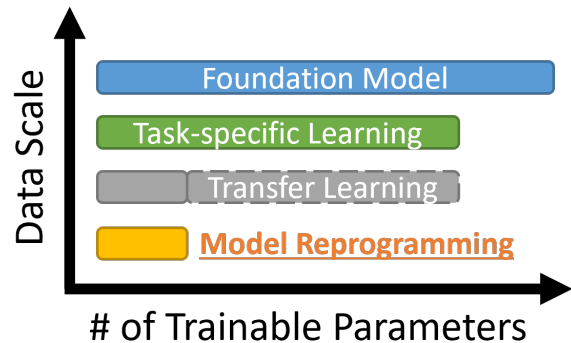 Data Scale
Foundation Model
Task-specific Learning
Transfer Learning
Model Reprogramming
# of Trainable Parameters